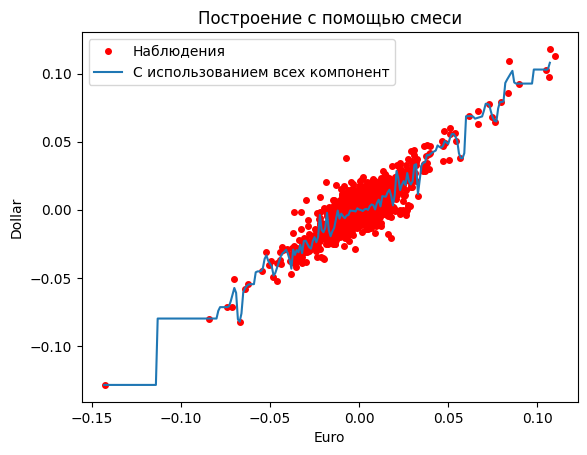 Построение с помощью смеси
Наблюдения
С использованием всех компонент
0.10
0.05
0.00
−0.05
−0.10
Dollar
−0.15
−0.10
−0.05
0.00
0.05
0.10
Euro